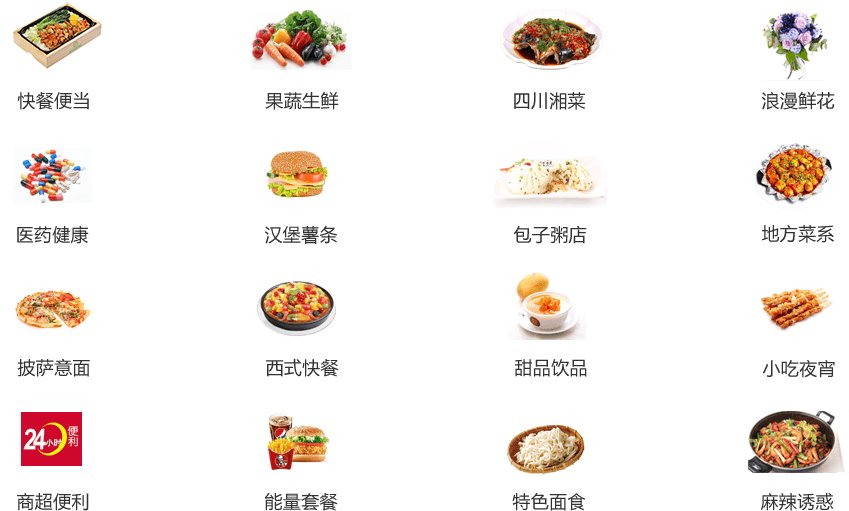 快餐便当
果蔬生鲜
四川湘菜
浪漫鲜花
医药健康
汉堡薯条
包子粥店
地方菜系
披萨意面
西式快餐
甜品饮品
小吃夜宵
24小时便利
商超便利
能量套餐
特色面食
麻辣诱惑